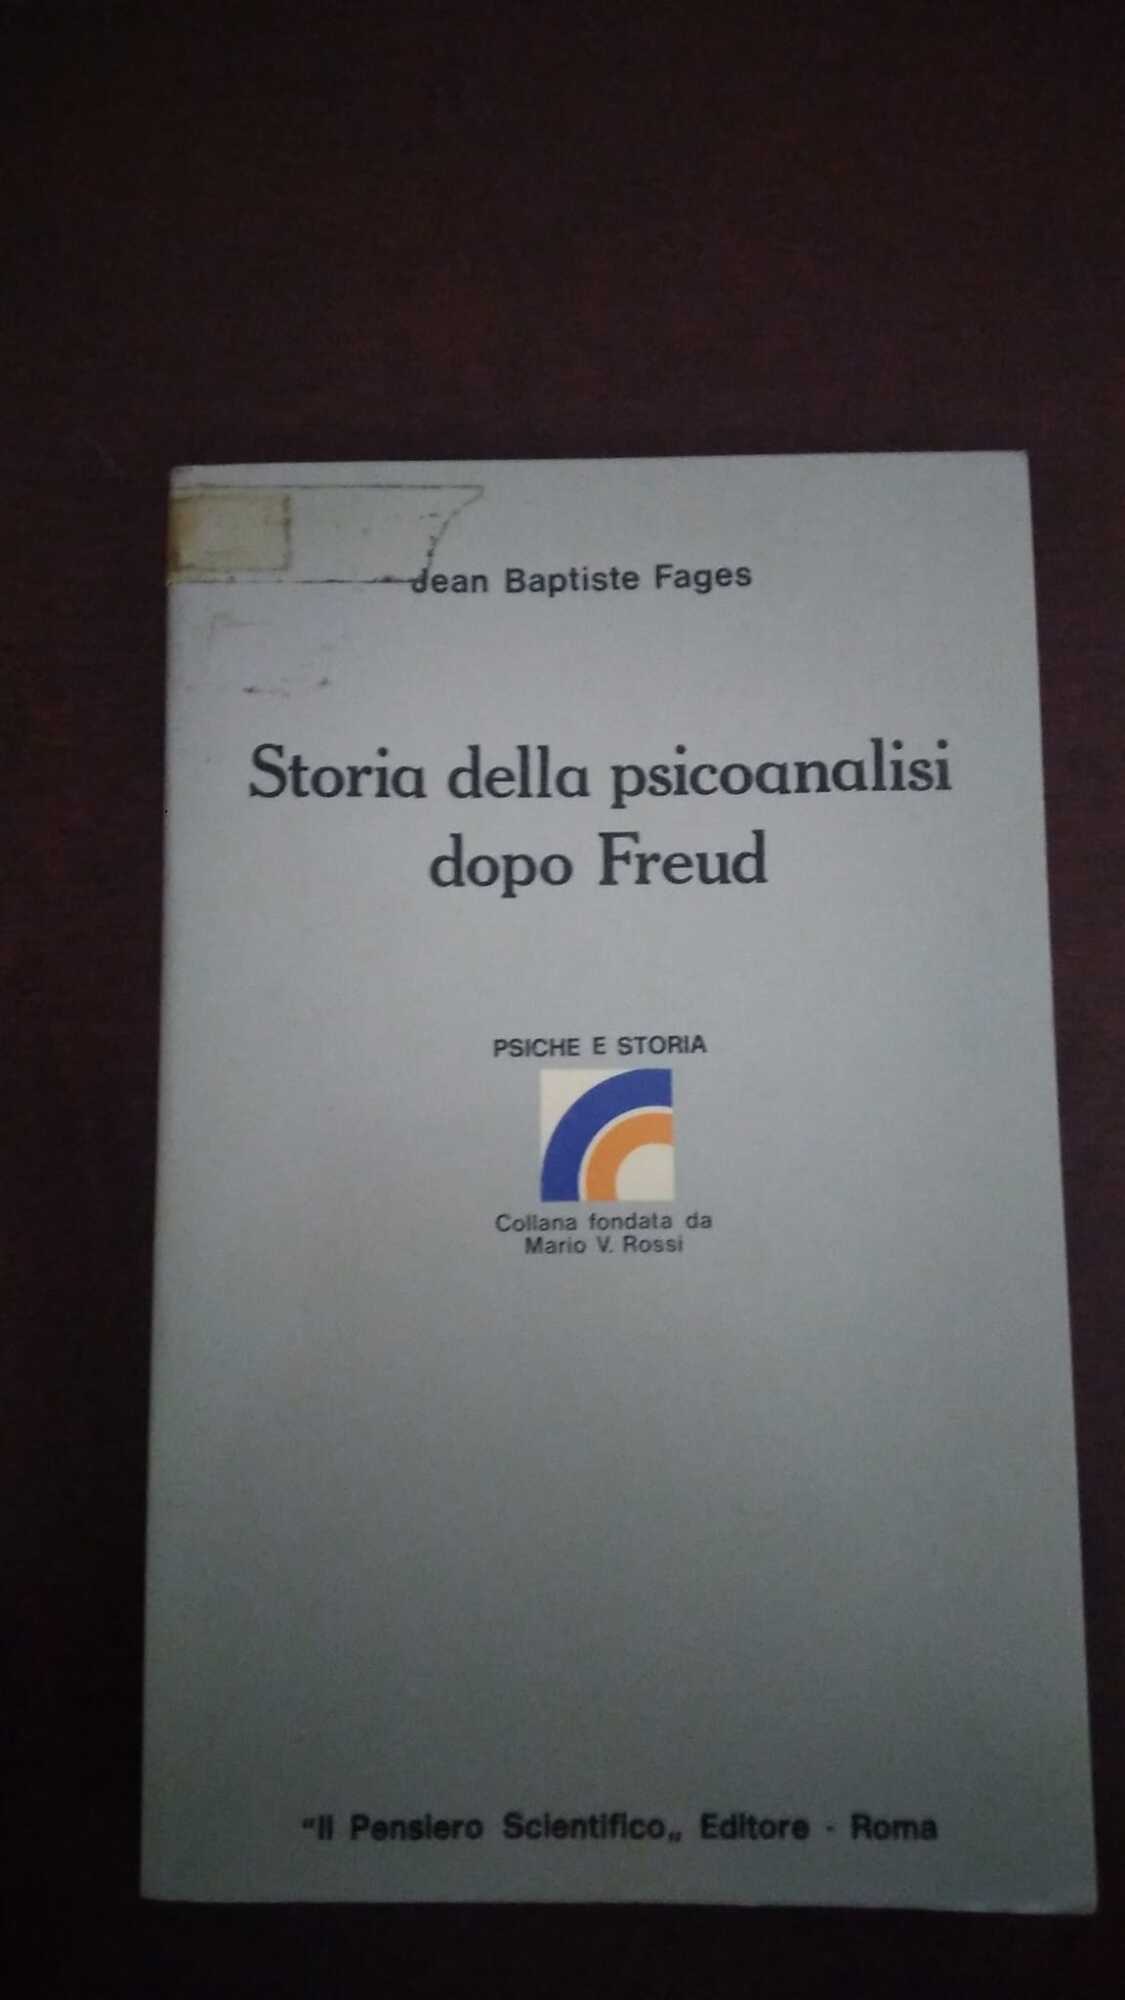 Jean Baptiste Fages
Storia della psicoanalisi
dopo Freud
PSICHE E STORIA
Collana fondata da
Mario V. Rossi
"Il Pensiero Scientifico„ Editore - Roma